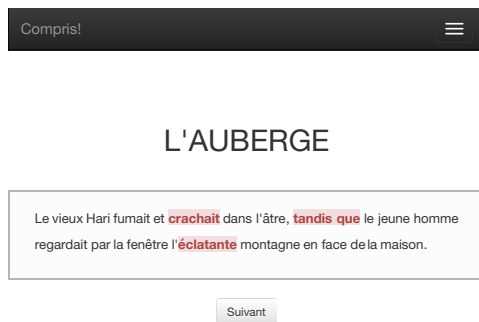 Compris!
L'AUBERGE
Le vieux Hari fumait et crachait dans l'âtre, tandis que le jeune homme
regardait par la fenêtre l'éclatante montagne en face de la maison.
Suivant